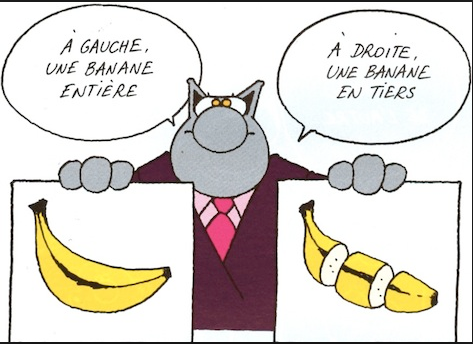 À GAUCHE,
UNE BANANE
ENTIÈRE
À DROITE,
UNE BANANE
EN TIERS